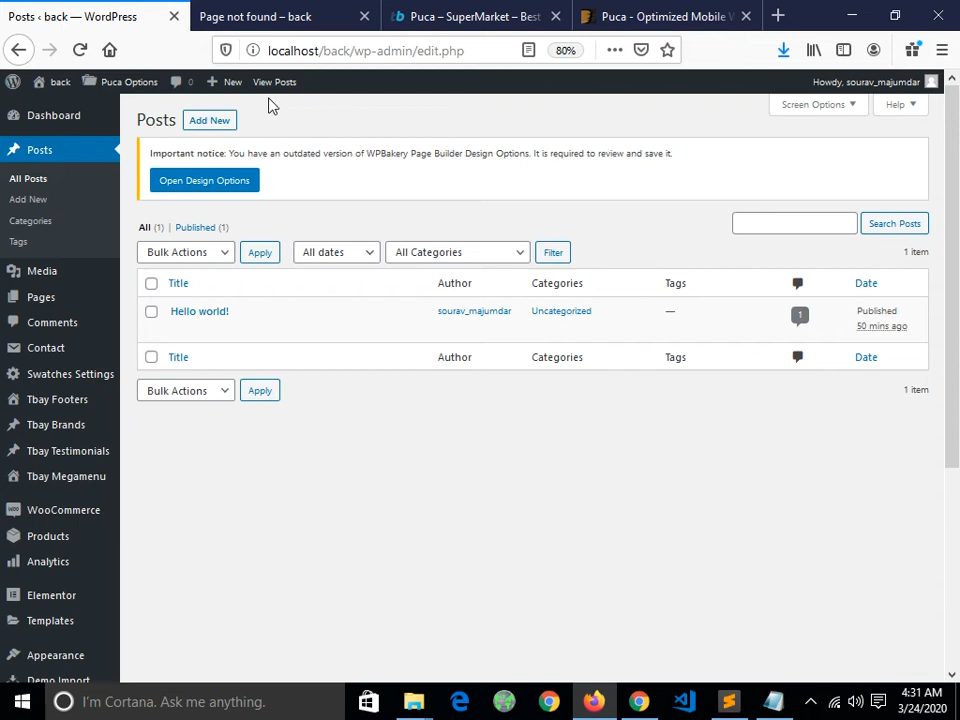 Posts ‹ back — WordPress
Page not found – back
Puca – SuperMarket – Best
Puca - Optimized Mobile W
localhost/back/wp-admin/edit.php
80%
back
Puca Options
0
New
View Posts
Howdy, sourav_majumdar
Dashboard
Posts
Add New
Screen Options
Help
Important notice: You have an outdated version of WPBakery Page Builder Design Options. It is required to review and save it.
Open Design Options
Posts
All Posts
Add New
Categories
Tags
Media
Pages
Comments
Contact
Swatches Settings
Tbay Footers
Tbay Brands
Tbay Testimonials
Tbay Megamenu
WooCommerce
Products
Analytics
Elementor
Templates
Appearance
Demo Import
All (1) | Published (1)
Search Posts
Bulk Actions
Apply
All dates
All Categories
Filter
1 item
Title
Author
Categories
Tags
Date
Hello world!
sourav_majumdar
Uncategorized
—
1
Published
50 mins ago
Title
Author
Categories
Tags
Date
Bulk Actions
Apply
1 item
I'm Cortana. Ask me anything.
4:31 AM
3/24/2020